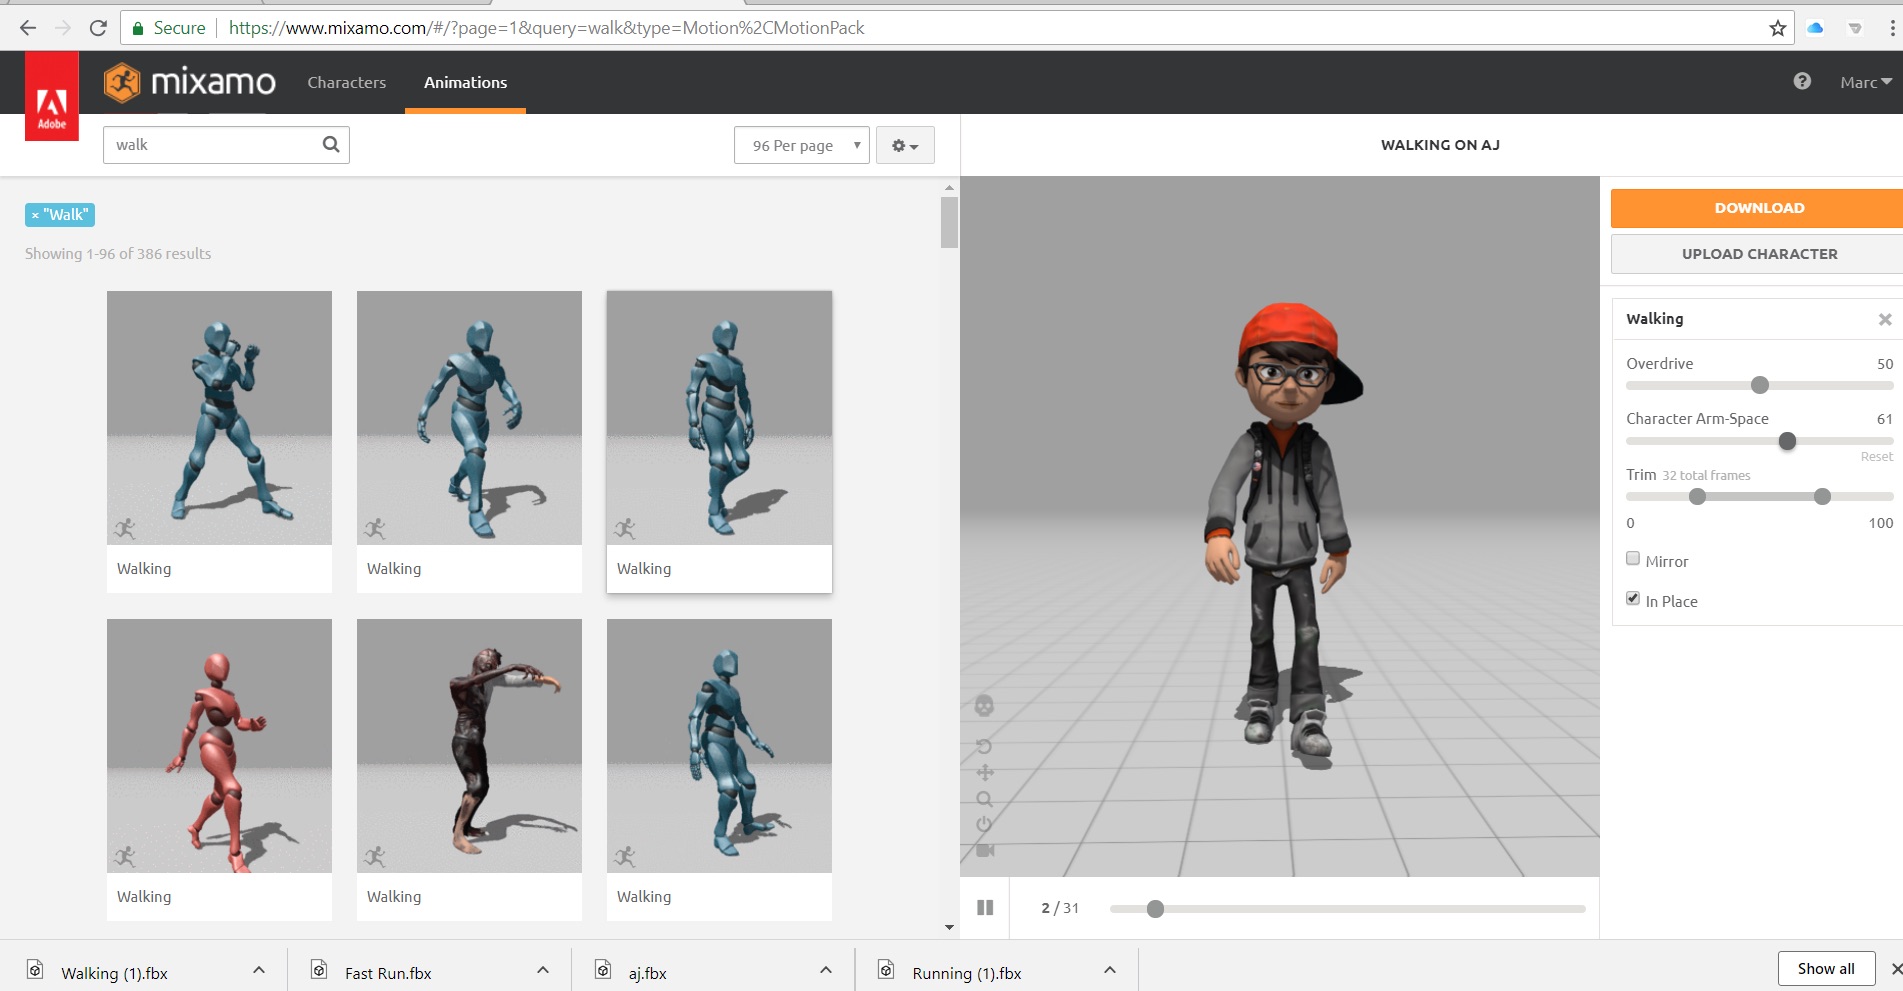 Secure
https://www.mixamo.com/#/?page=1&query=walk&type=Motion%2CMotionPack
Adobe
mixamo
Characters
Animations
Marc
walk
96 Per page
WALKING ON AJ
× "Walk"
Showing 1-96 of 386 results
DOWNLOAD
UPLOAD CHARACTER
Walking
Overdrive 50
Character Arm-Space 61
Reset
Trim 32 total frames
0 100
Mirror
In Place
Walking
Walking
Walking
Walking
Walking
Walking
2 / 31
Walking (1).fbx
Fast Run.fbx
aj.fbx
Running (1).fbx
Show all